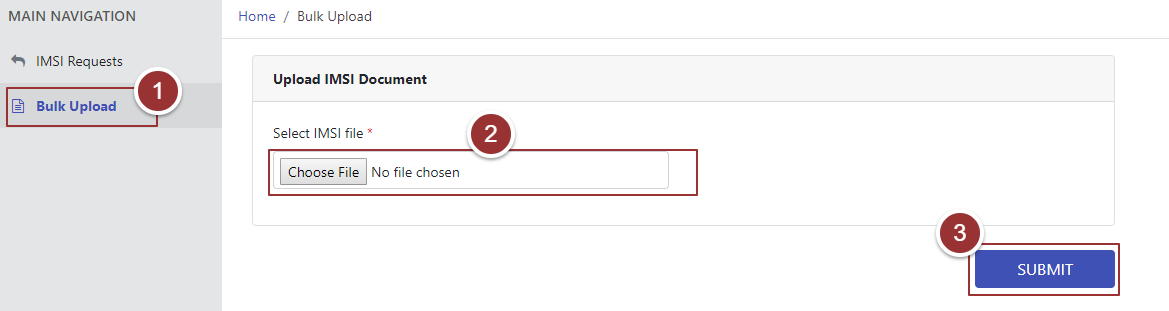 MAIN NAVIGATION
IMSI Requests
Bulk Upload
1
Home / Bulk Upload
Upload IMSI Document
Select IMSI file *
2
Choose File No file chosen
3
SUBMIT